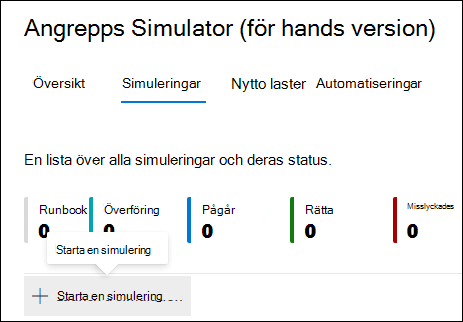 Angrepps Simulator (för hands version)
Översikt Simuleringar Nytto laster Automatiseringar
En lista över alla simuleringar och deras status.
Runbook Överföring Pågår Rätta Misslyckades
0 0 0 0 0
Starta en simulering
Starta en simulering